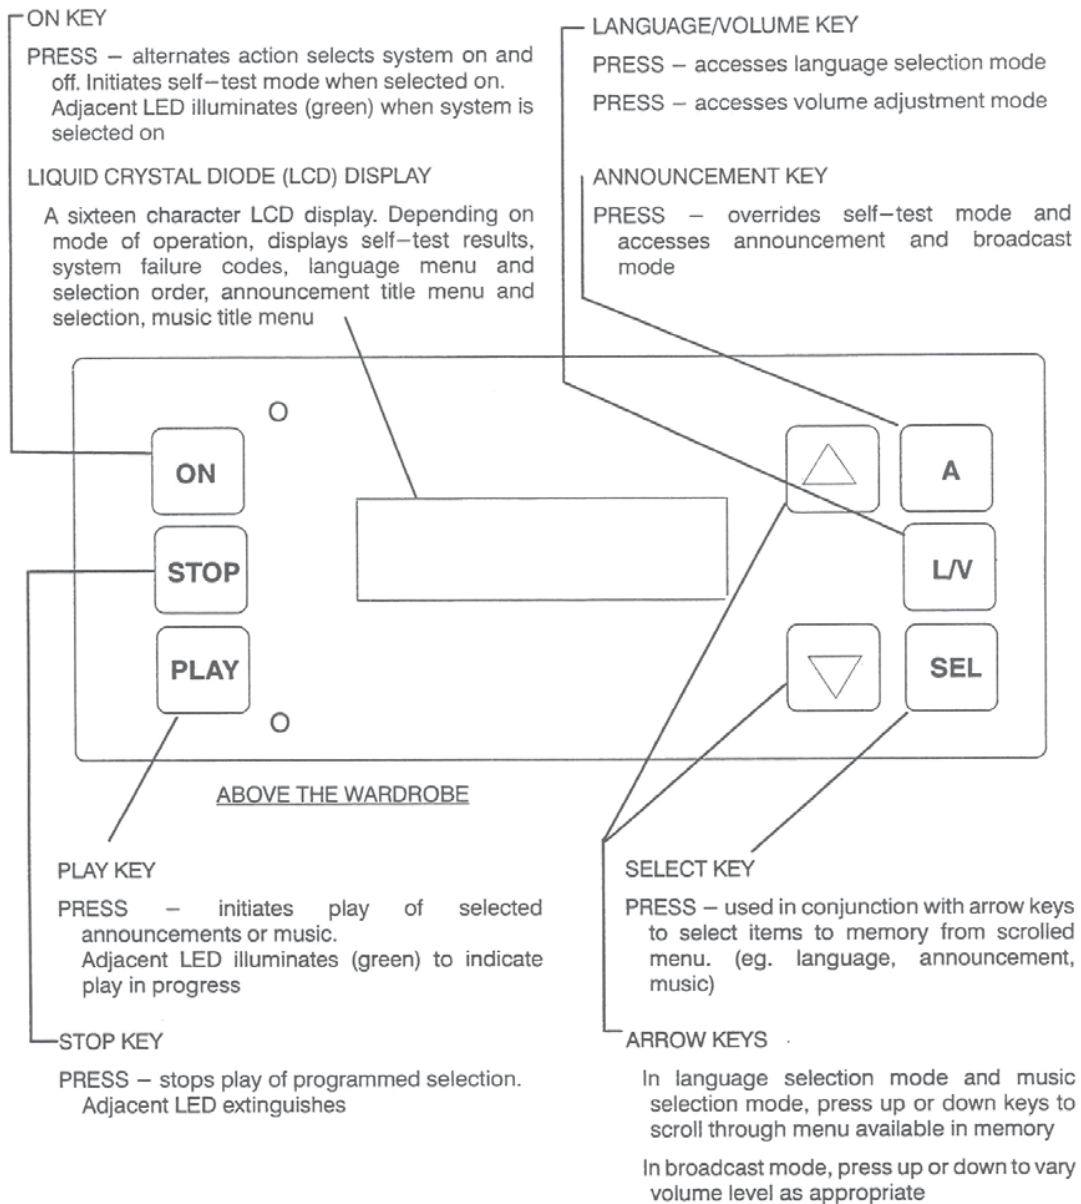 ON KEY
PRESS – alternates action selects system on and
off. Initiates self–test mode when selected on.
Adjacent LED illuminates (green) when system is
selected on
LIQUID CRYSTAL DIODE (LCD) DISPLAY
A sixteen character LCD display. Depending on
mode of operation, displays self–test results,
system failure codes, language menu and
selection order, announcement title menu and
selection, music title menu
LANGUAGE/VOLUME KEY
PRESS – accesses language selection mode
PRESS – accesses volume adjustment mode
ANNOUNCEMENT KEY
PRESS – overrides self–test mode and
accesses announcement and broadcast
mode
ON
STOP
PLAY
A
L/V
SEL
ABOVE THE WARDROBE
PLAY KEY
PRESS – initiates play of selected
announcements or music.
Adjacent LED illuminates (green) to indicate
play in progress
STOP KEY
PRESS – stops play of programmed selection.
Adjacent LED extinguishes
SELECT KEY
PRESS – used in conjunction with arrow keys
to select items to memory from scrolled
menu. (eg. language, announcement,
music)
ARROW KEYS
In language selection mode and music
selection mode, press up or down keys to
scroll through menu available in memory
In broadcast mode, press up or down to vary
volume level as appropriate